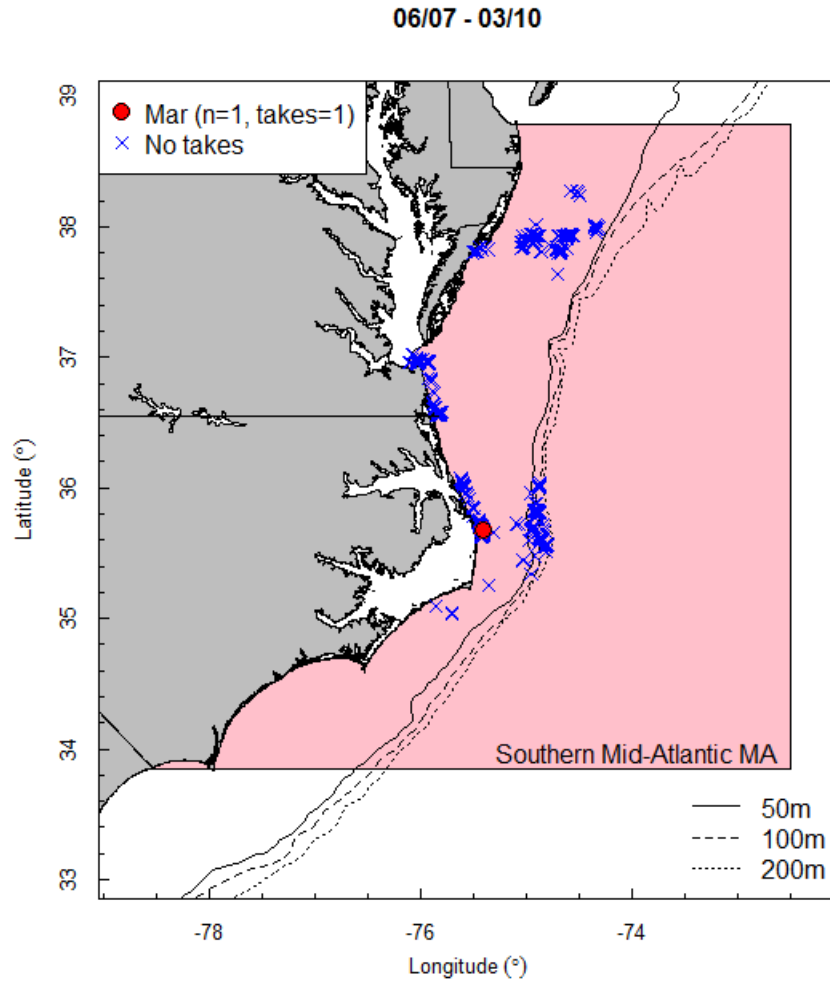 06/07 - 03/10
Mar (n=1, takes=1)
No takes
39
38
37
36
35
34
33
Latitude (°)
Southern Mid-Atlantic MA
50m
100m
200m
-78
-76
-74
Longitude (°)